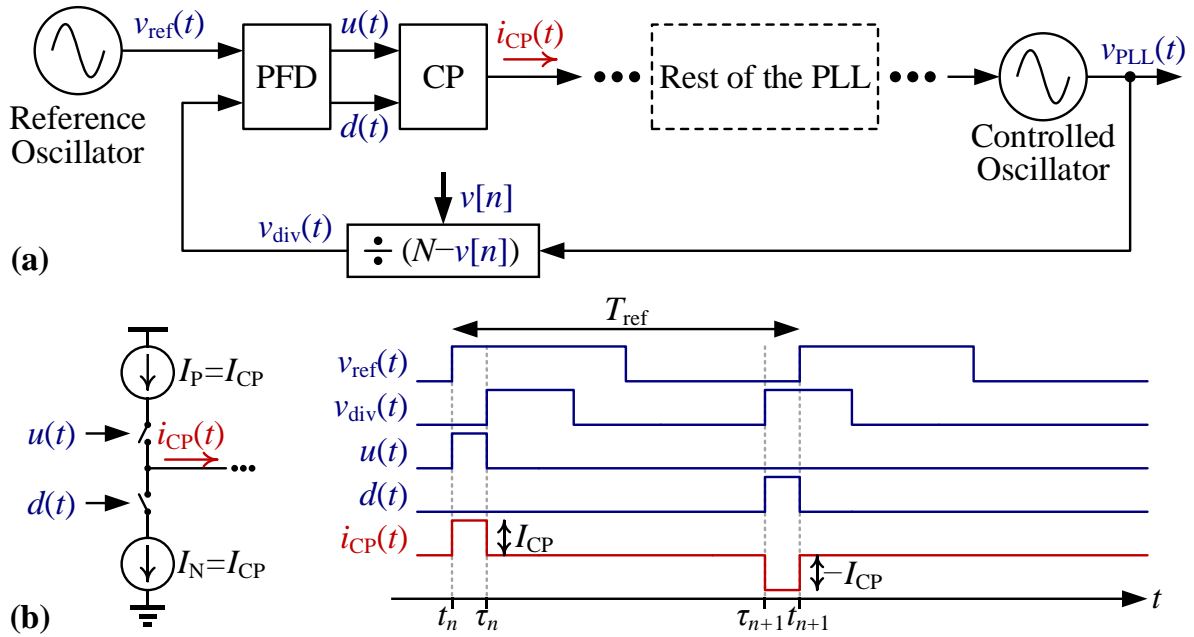 (a)
v_ref(t)
u(t)
i_CP(t)
v_PLL(t)
PFD
CP
Rest of the PLL
d(t)
Reference
Oscillator
Controlled
Oscillator
v[n]
v_div(t)
÷ (N−v[n])
(b)
I_P=I_CP
u(t)
i_CP(t)
d(t)
I_N=I_CP
T_ref
v_ref(t)
v_div(t)
u(t)
d(t)
i_CP(t)
I_CP
−I_CP
t_n
τ_n
τ_n+1
t_n+1
t